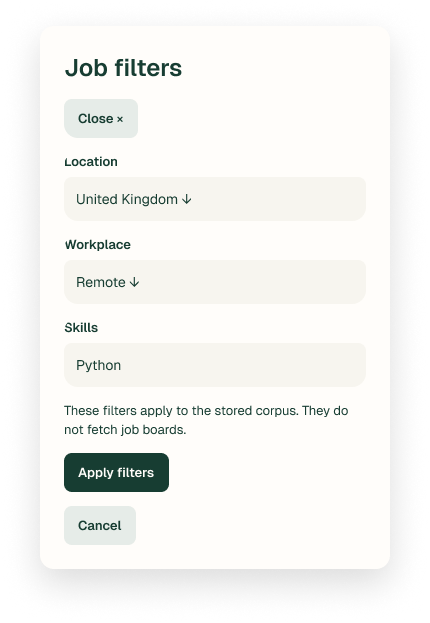 Job filters
Close ×
Location
United Kingdom ↓
Workplace
Remote ↓
Skills
Python
These filters apply to the stored corpus. They do
not fetch job boards.
Apply filters
Cancel